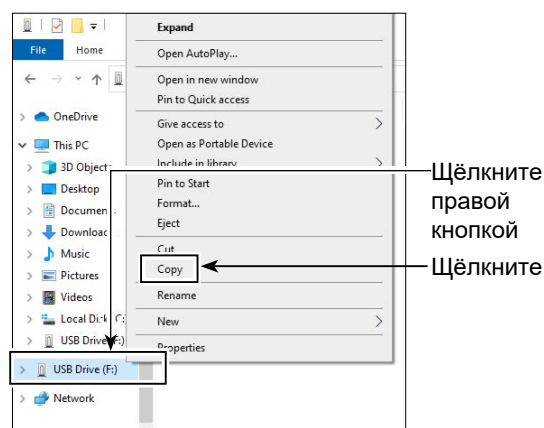 File
Home
OneDrive
This PC
3D Object
Desktop
Documen
Downloa
Music
Pictures
Videos
Local Di
USB Drive F:)
USB Drive (F:)
Network
Expand
Open AutoPlay...
Open in new window
Pin to Quick access
Give access to
Open as Portable Device
Include in library
Pin to Start
Format...
Eject
Cut
Copy
Rename
New
Properties
Щёлкните
правой
кнопкой
Щёлкните